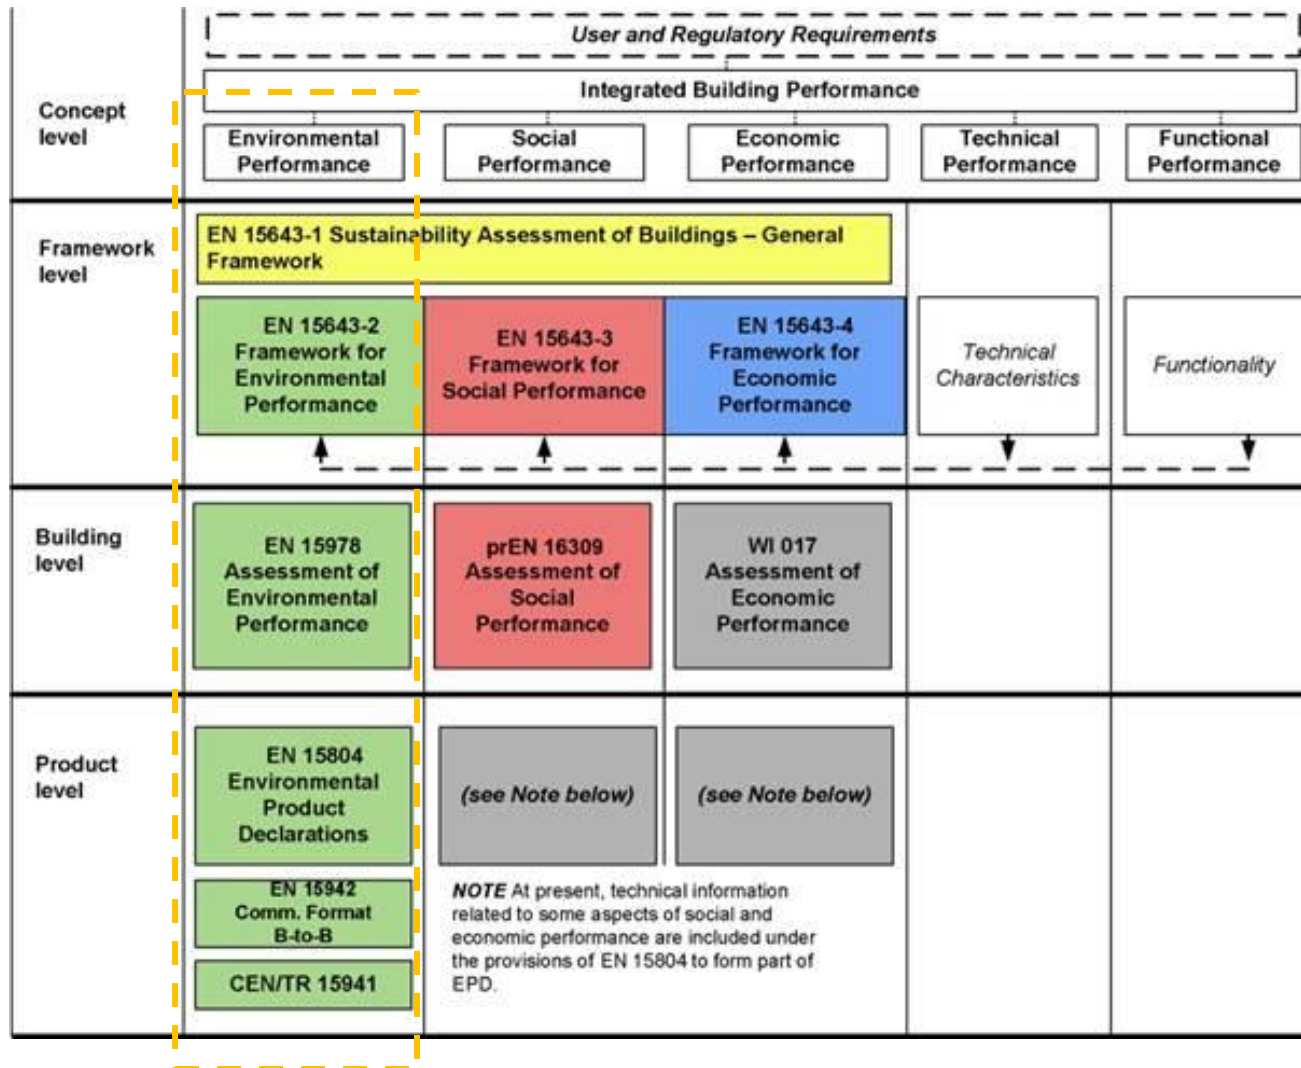 User and Regulatory Requirements
Integrated Building Performance
Concept
level
Environmental
Performance
Social
Performance
Economic
Performance
Technical
Performance
Functional
Performance
Framework
level
EN 15643-1 Sustainability Assessment of Buildings – General
Framework
EN 15643-2
Framework for
Environmental
Performance
EN 15643-3
Framework for
Social Performance
EN 15643-4
Framework for
Economic
Performance
Technical
Characteristics
Functionality
Building
level
EN 15978
Assessment of
Environmental
Performance
prEN 16309
Assessment of
Social
Performance
WI 017
Assessment of
Economic
Performance
Product
level
EN 15804
Environmental
Product
Declarations
(see Note below)
(see Note below)
EN 15942
Comm. Format
B-to-B
CEN/TR 15941
NOTE At present, technical information
related to some aspects of social and
economic performance are included under
the provisions of EN 15804 to form part of
EPD.